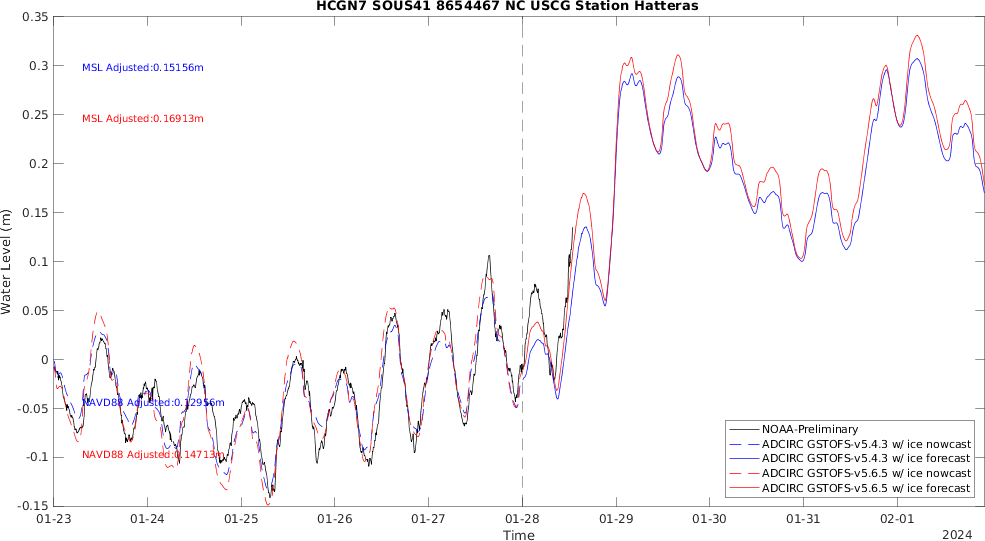 HCGN7 SOUS41 8654467 NC USCG Station Hatteras
0.35
0.3
0.25
0.2
0.15
0.1
0.05
0
-0.05
-0.1
-0.15
Water Level (m)
MSL Adjusted:0.15156m
MSL Adjusted:0.16913m
NAVD88 Adjusted:0.12956m
NAVD88 Adjusted:0.14713m
NOAA-Preliminary
ADCIRC GSTOFS-v5.4.3 w/ ice nowcast
ADCIRC GSTOFS-v5.4.3 w/ ice forecast
ADCIRC GSTOFS-v5.6.5 w/ ice nowcast
ADCIRC GSTOFS-v5.6.5 w/ ice forecast
01-23 01-24 01-25 01-26 01-27 01-28 01-29 01-30 01-31 02-01
Time
2024